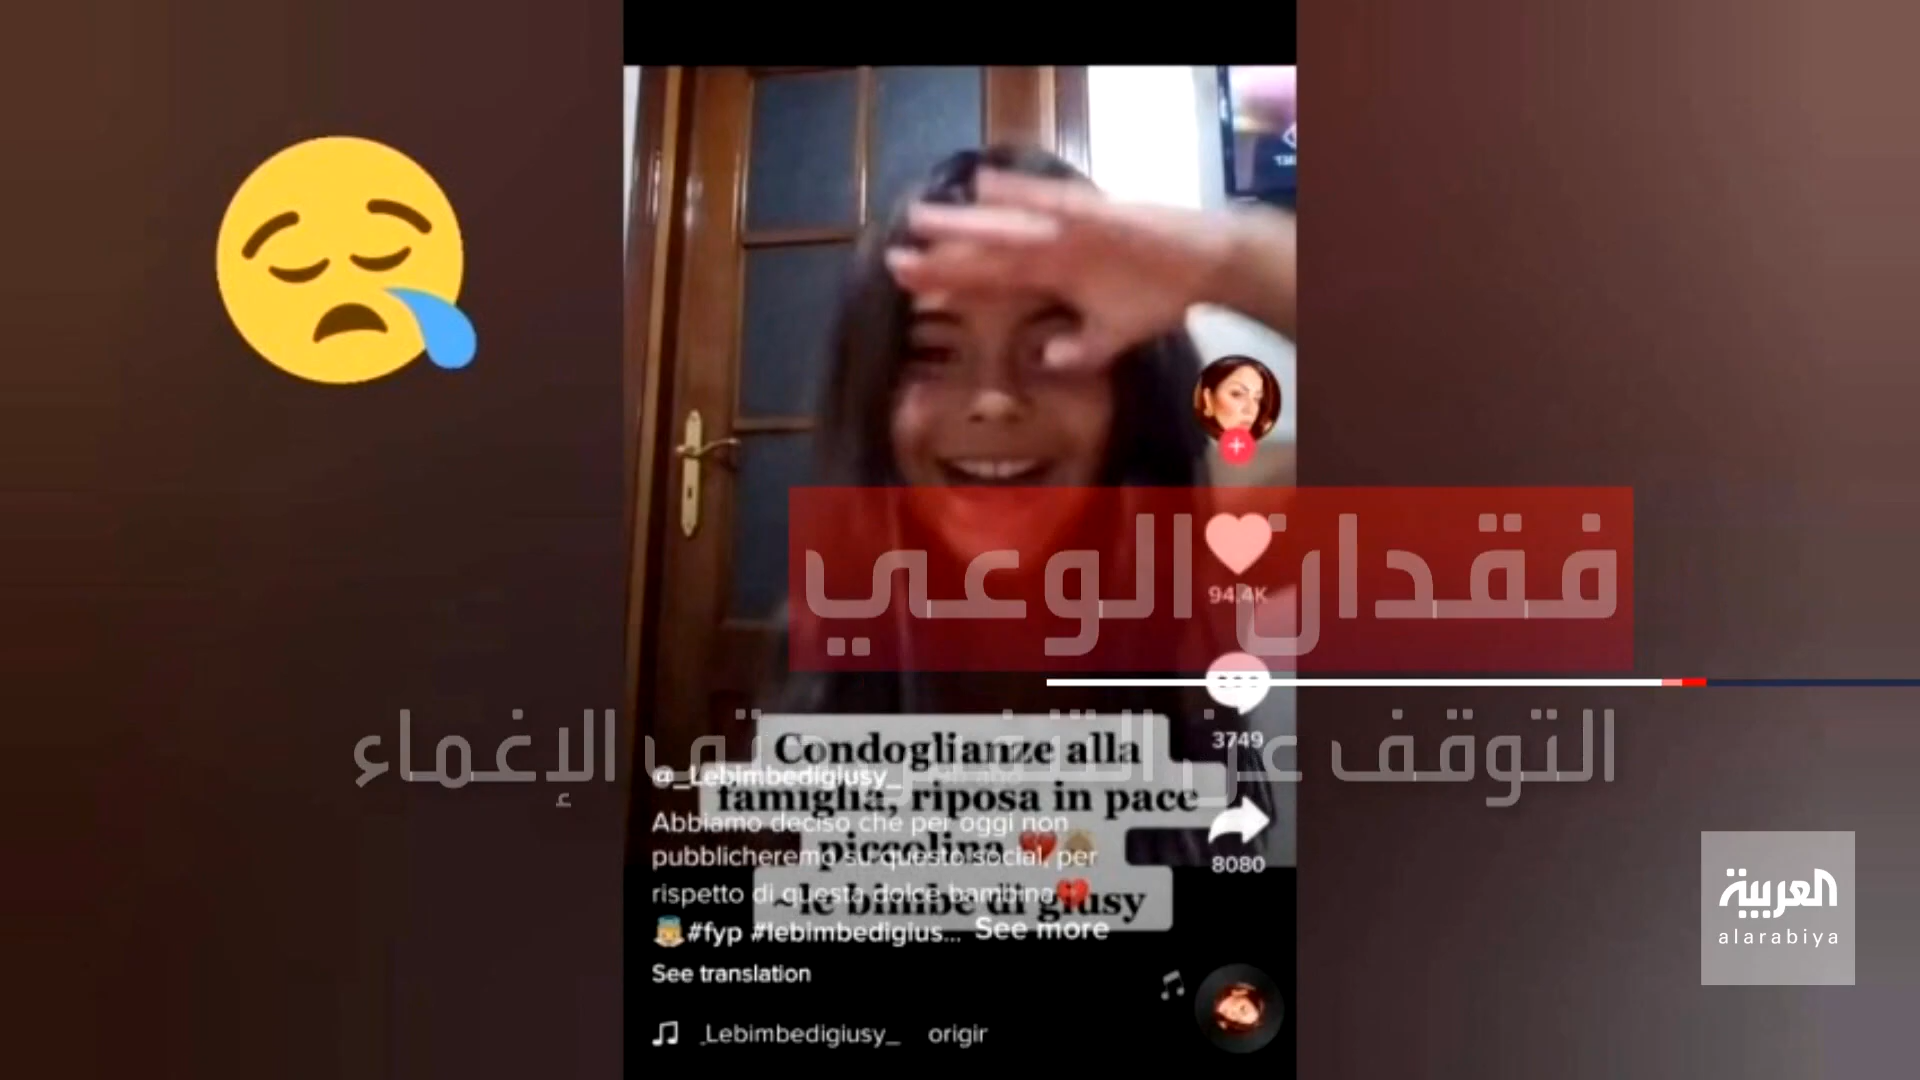 فقدان الوعي
94.4K
التوقف عن التنفس حتى الإغماء
3749
Condoglianze alla
@_Lebimbedigiusy_
famiglia, riposa in pace
Abbiamo deciso che per oggi non
piccolina 💔
8080
pubblicheremo su questo social, per
rispetto di questa dolce bambina💔
~le bimbe di giusy
👼#fyp #lebimbedigius... See more
See translation
_Lebimbedigiusy_ origir
العربية
alarabiya